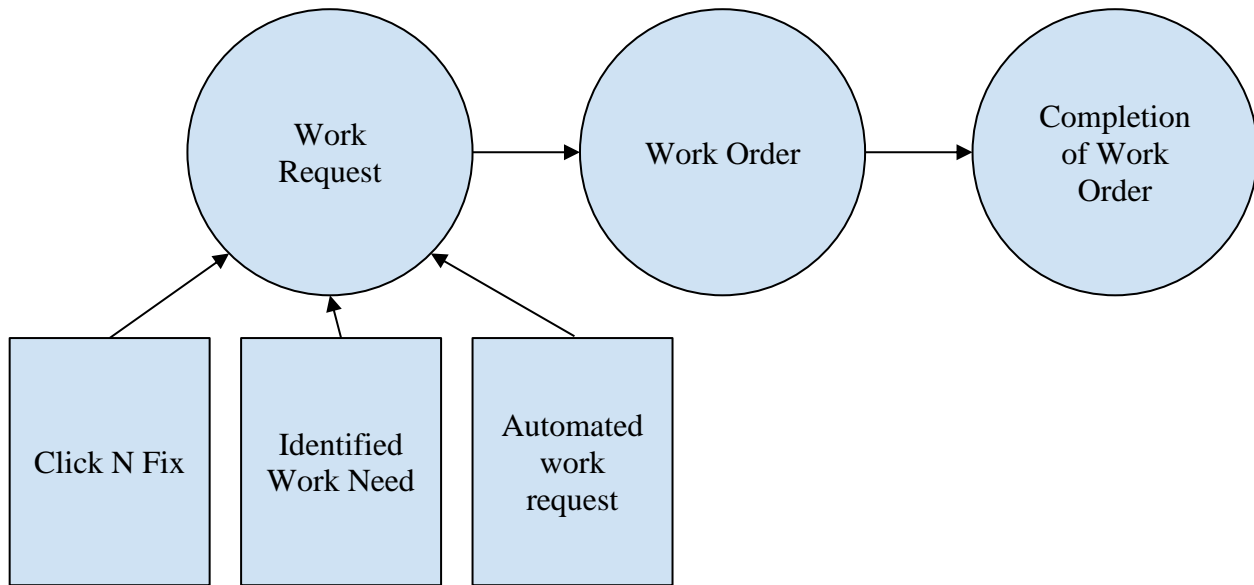 Work
Request
Work Order
Completion
of Work
Order
Click N Fix
Identified
Work Need
Automated
work
request